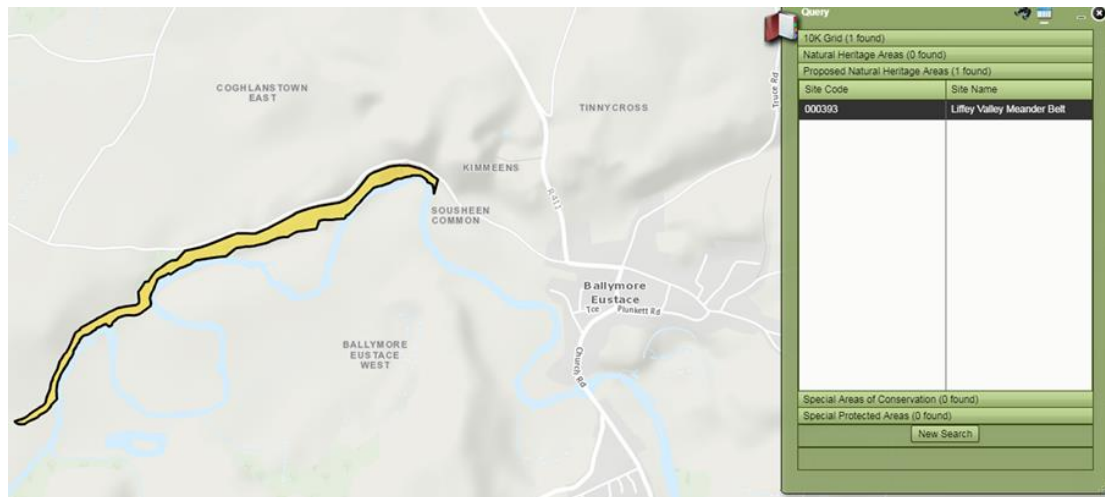 COGHLANSTOWN
EAST
TINNYCROSS
Truce Rd
KIMMEENS
R411
SOUSHEEN
COMMON
Ballymore
Eustace
Tce Plunkett Rd
BALLYMORE
EUSTACE
WEST
Church Rd
Query
10K Grid (1 found)
Natural Heritage Areas (0 found)
Proposed Natural Heritage Areas (1 found)
Site Code Site Name
000393 Liffey Valley Meander Belt
Special Areas of Conservation (0 found)
Special Protected Areas (0 found)
New Search